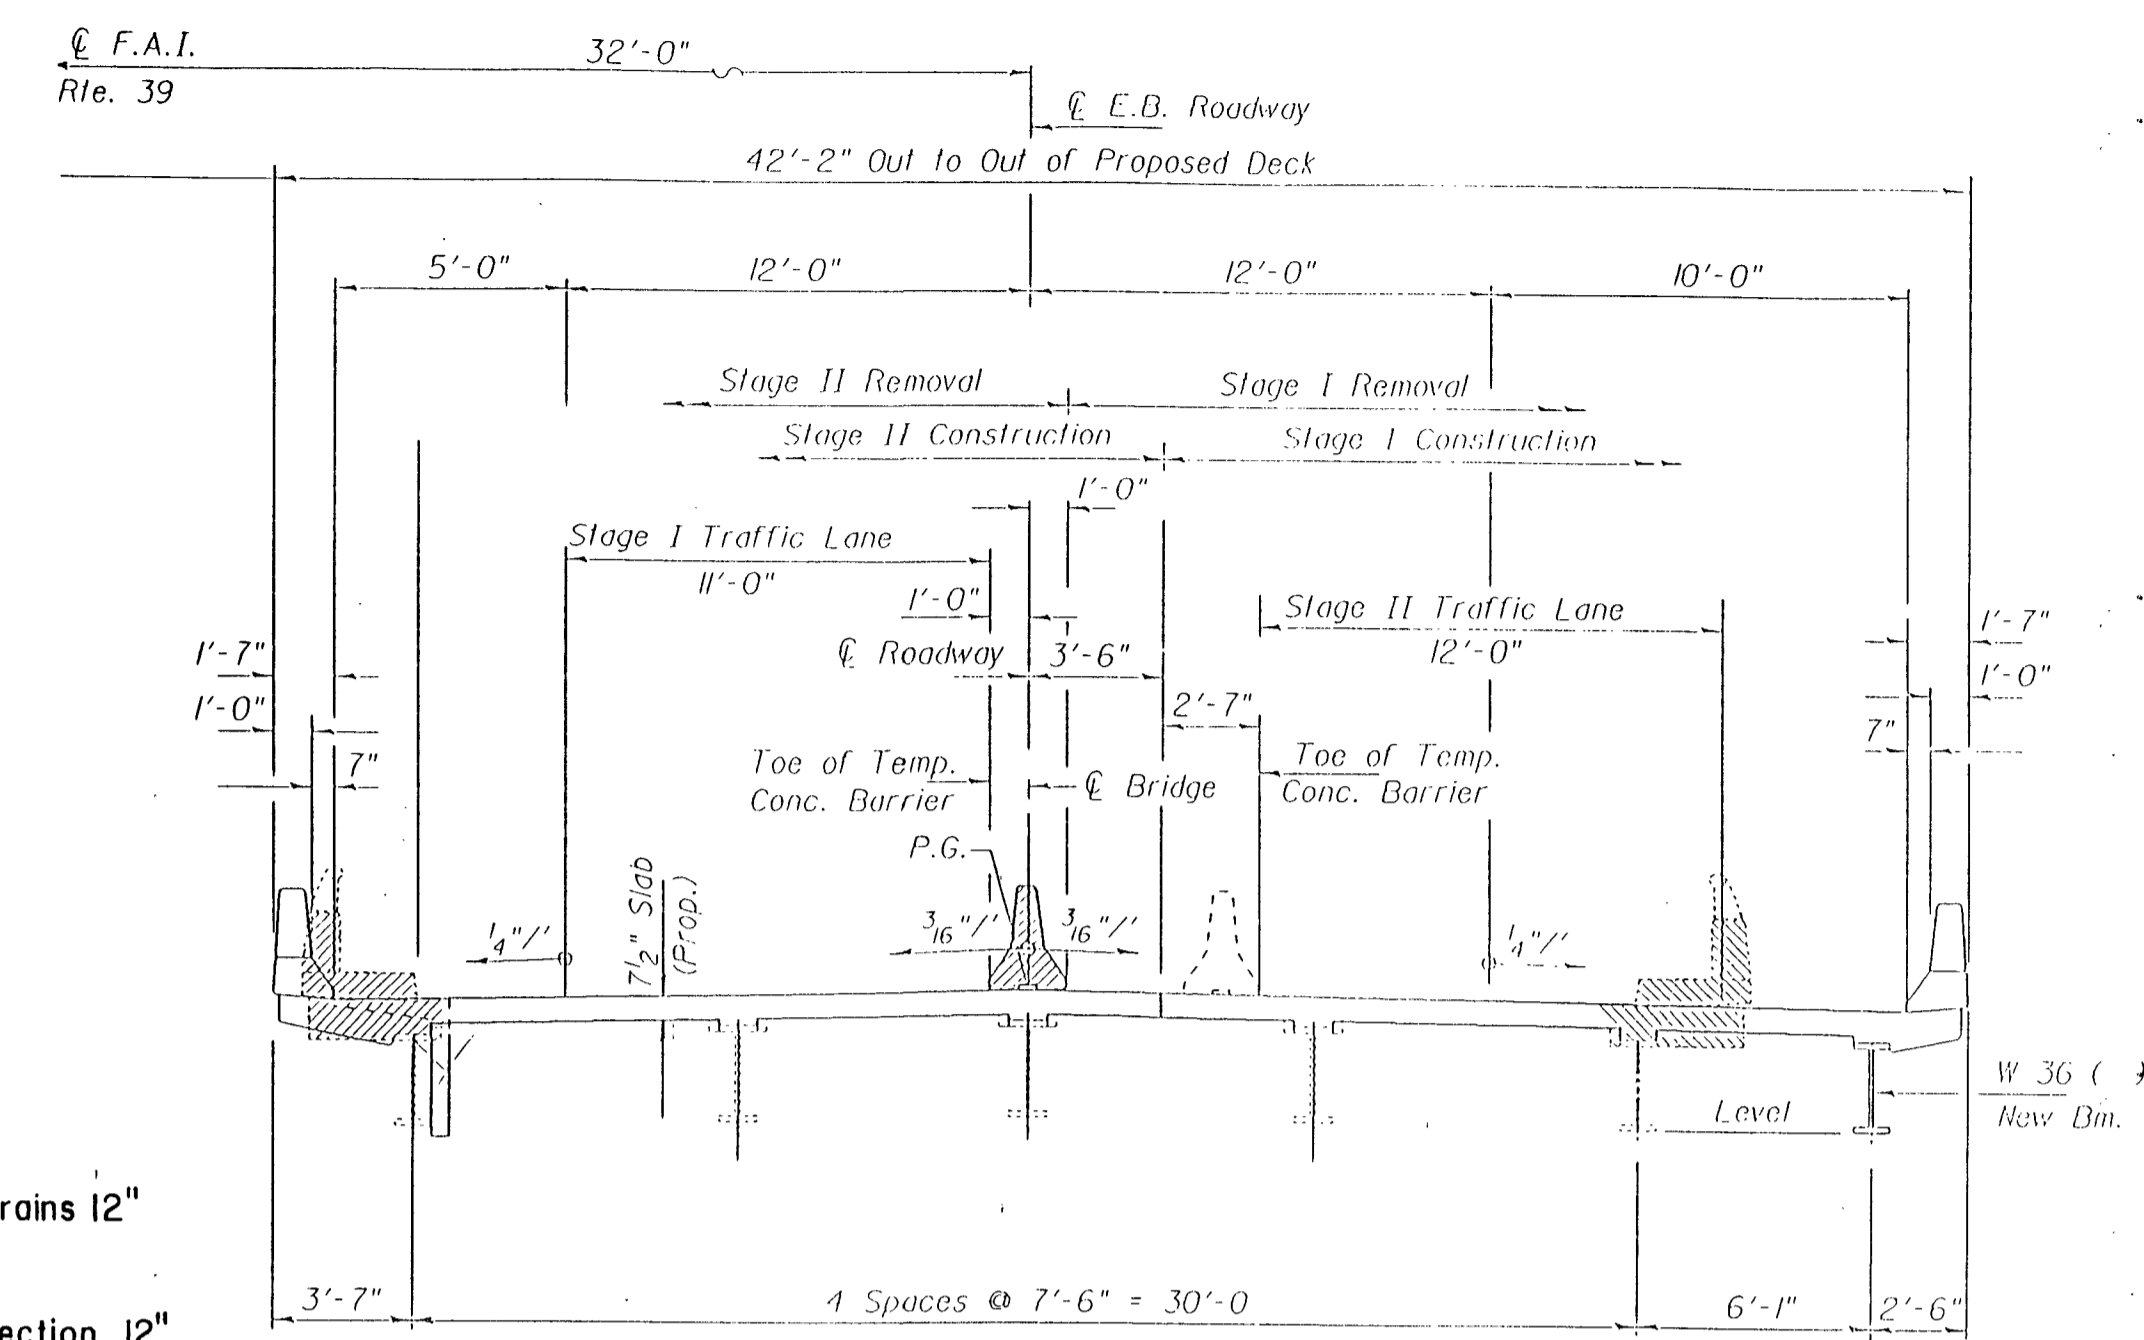 ℄ F.A.I.
Rte. 39
32'-0"
℄ E.B. Roadway
42'-2" Out to Out of Proposed Deck
5'-0"
12'-0"
12'-0"
10'-0"
Stage II Removal
Stage I Removal
Stage II Construction
Stage I Construction
1'-0"
Stage I Traffic Lane
11'-0"
1'-0"
Stage II Traffic Lane
12'-0"
1'-7"
1'-0"
7"
℄ Roadway
3'-6"
2'-7"
1'-7"
1'-0"
7"
Toe of Temp.
Conc. Barrier
℄ Bridge
Toe of Temp.
Conc. Barrier
P.G.
1/4"/'
7 1/2" Slab
(Prop.)
3/16"/'
3/16"/'
1/4"/'
W 36 ( )
New Bm.
Level
rains 12"
ection 12"
3'-7"
4 Spaces @ 7'-6" = 30'-0
6'-1"
2'-6"